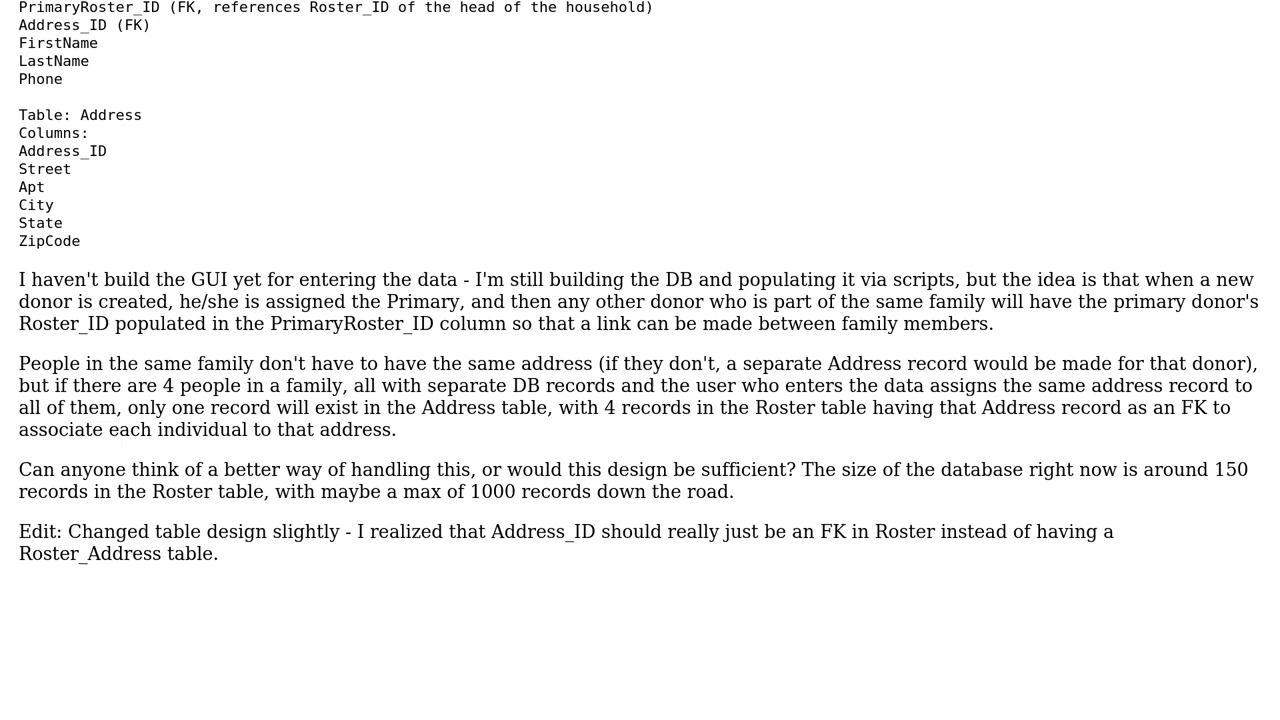 PrimaryRoster_ID (FK, references Roster_ID of the head of the household)
Address_ID (FK)
FirstName
LastName
Phone
Table: Address
Columns:
Address_ID
Street
Apt
City
State
ZipCode
I haven't build the GUI yet for entering the data - I'm still building the DB and populating it via scripts, but the idea is that when a new
donor is created, he/she is assigned the Primary, and then any other donor who is part of the same family will have the primary donor's
Roster_ID populated in the PrimaryRoster_ID column so that a link can be made between family members.
People in the same family don't have to have the same address (if they don't, a separate Address record would be made for that donor),
but if there are 4 people in a family, all with separate DB records and the user who enters the data assigns the same address record to
all of them, only one record will exist in the Address table, with 4 records in the Roster table having that Address record as an FK to
associate each individual to that address.
Can anyone think of a better way of handling this, or would this design be sufficient? The size of the database right now is around 150
records in the Roster table, with maybe a max of 1000 records down the road.
Edit: Changed table design slightly - I realized that Address_ID should really just be an FK in Roster instead of having a
Roster_Address table.